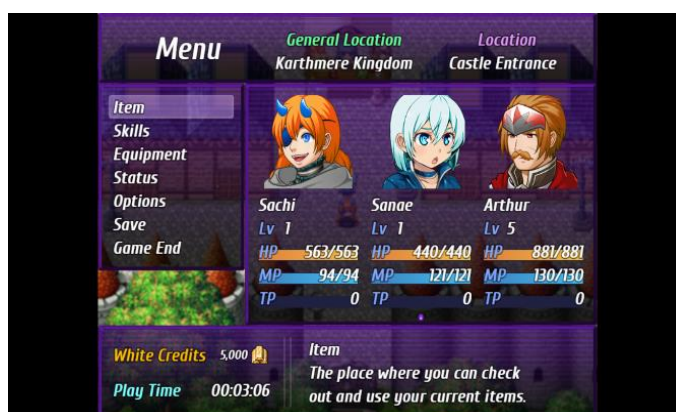 Menu
General Location
Karthmere Kingdom
Location
Castle Entrance
Item
Skills
Equipment
Status
Options
Save
Game End
Sachi
Lv 1
HP 563/563
MP 94/94
TP 0
Sanae
Lv 1
HP 440/440
MP 121/121
TP 0
Arthur
Lv 5
HP 881/881
MP 130/130
TP 0
White Credits 5,000
Play Time 00:03:06
Item
The place where you can check
out and use your current items.